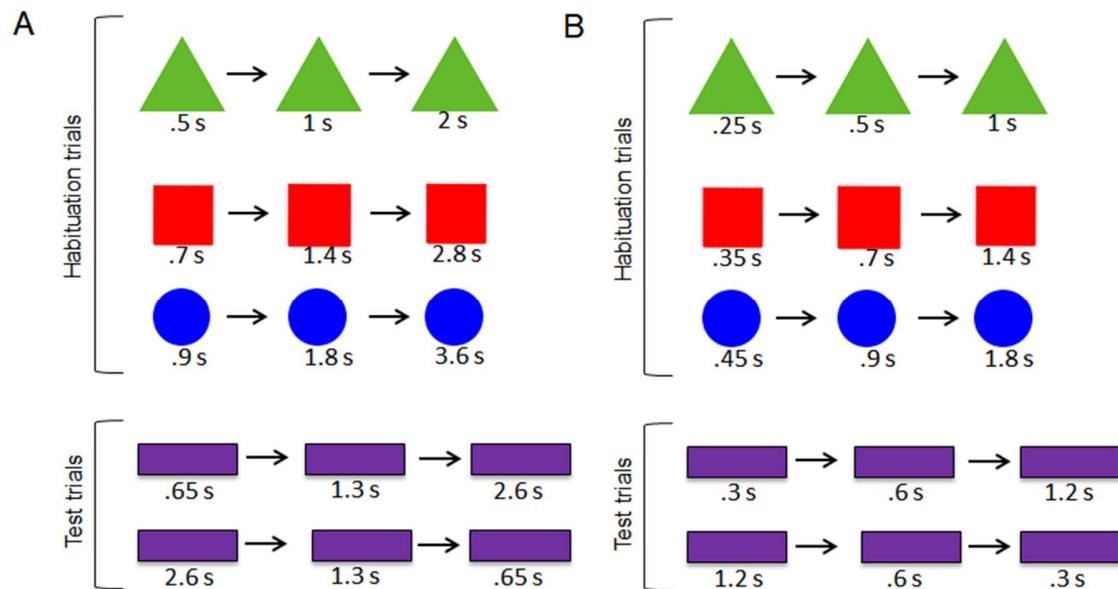 A
Habituation trials
.5 s 1 s 2 s
.7 s 1.4 s 2.8 s
.9 s 1.8 s 3.6 s
Test trials
.65 s 1.3 s 2.6 s
2.6 s 1.3 s .65 s
B
Habituation trials
.25 s .5 s 1 s
.35 s .7 s 1.4 s
.45 s .9 s 1.8 s
Test trials
.3 s .6 s 1.2 s
1.2 s .6 s .3 s